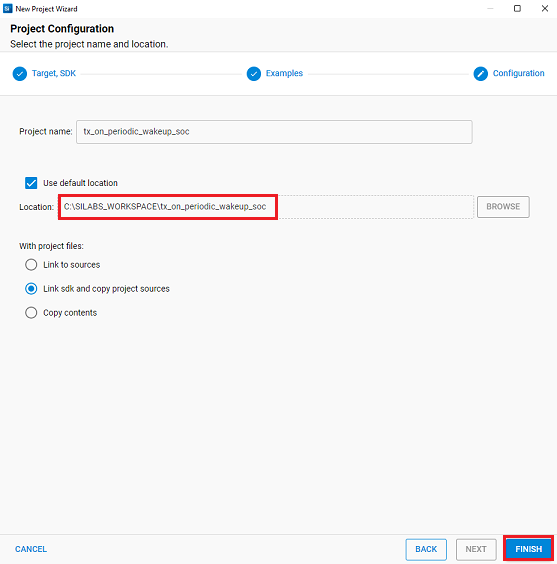 Si New Project Wizard
Project Configuration
Select the project name and location.
Target, SDK
Examples
Configuration
Project name: tx_on_periodic_wakeup_soc
Use default location
Location: C:\SILABS_WORKSPACE\tx_on_periodic_wakeup_soc BROWSE
With project files:
Link to sources
Link sdk and copy project sources
Copy contents
CANCEL BACK NEXT FINISH